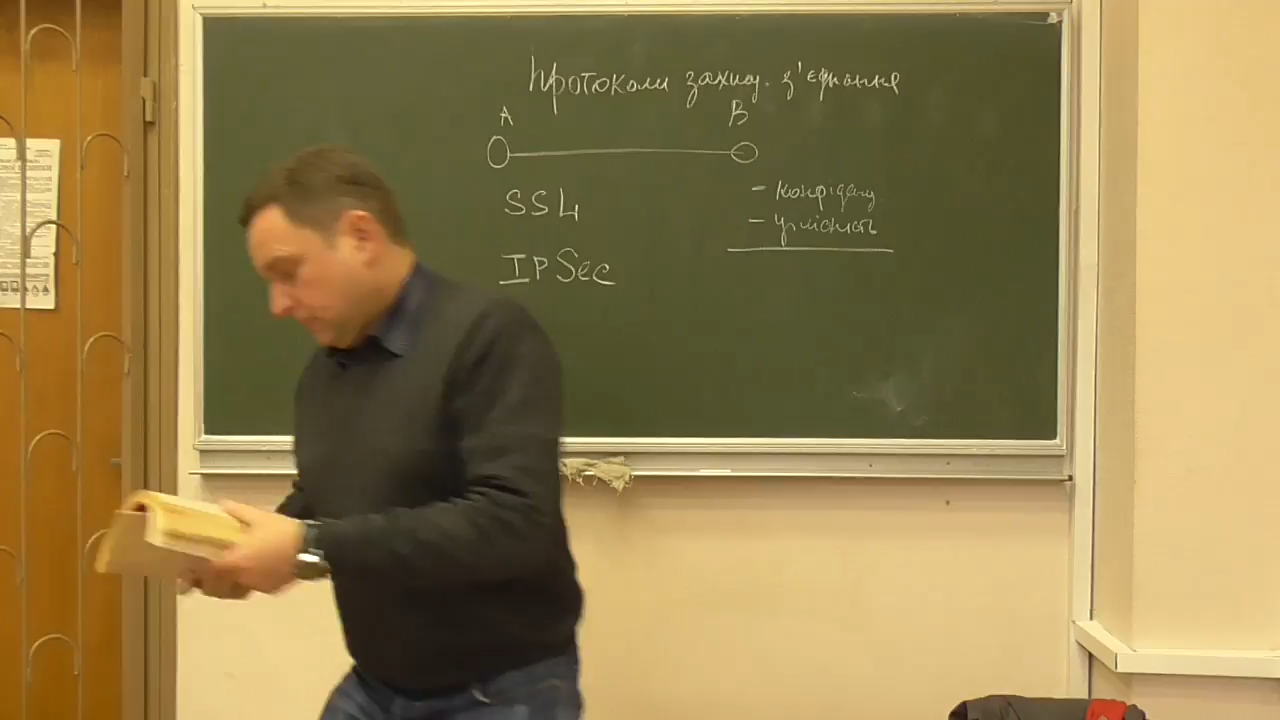 Протоколи захищ. з'єднання
A B
SSL
IPSec
- конфіденц
- цілісність